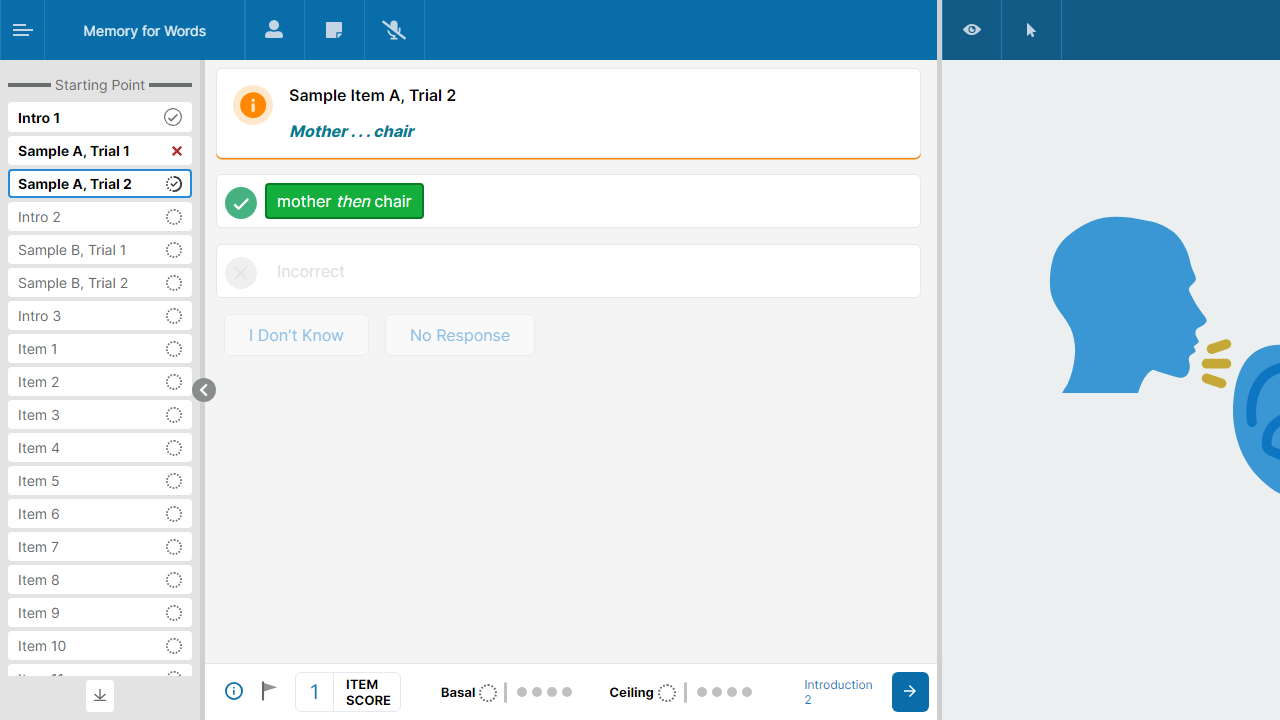 Memory for Words
Starting Point
Intro 1
Sample A, Trial 1
Sample A, Trial 2
Intro 2
Sample B, Trial 1
Sample B, Trial 2
Intro 3
Item 1
Item 2
Item 3
Item 4
Item 5
Item 6
Item 7
Item 8
Item 9
Item 10
Sample Item A, Trial 2
Mother . . . chair
mother then chair
Incorrect
I Don’t Know
No Response
1
ITEM
SCORE
Basal
Ceiling
Introduction
2